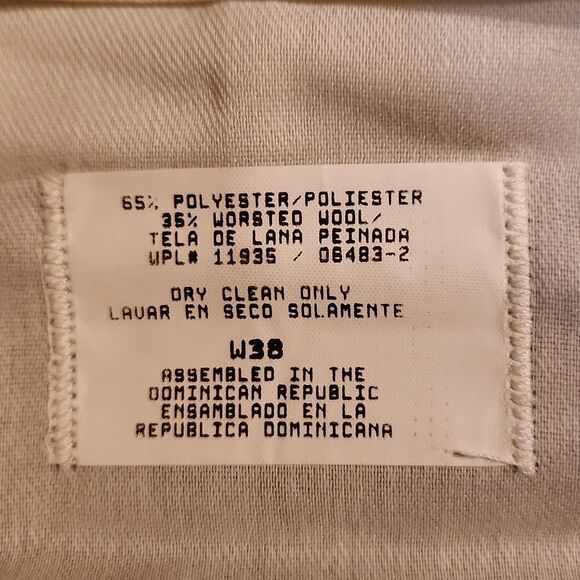 65% POLYESTER/POLIESTER
35% WORSTED WOOL/
TELA DE LANA PEINADA
WPL# 11935 / 06483-2
DRY CLEAN ONLY
LAVAR EN SECO SOLAMENTE
W38
ASSEMBLED IN THE
DOMINICAN REPUBLIC
ENSAMBLADO EN LA
REPUBLICA DOMINICANA